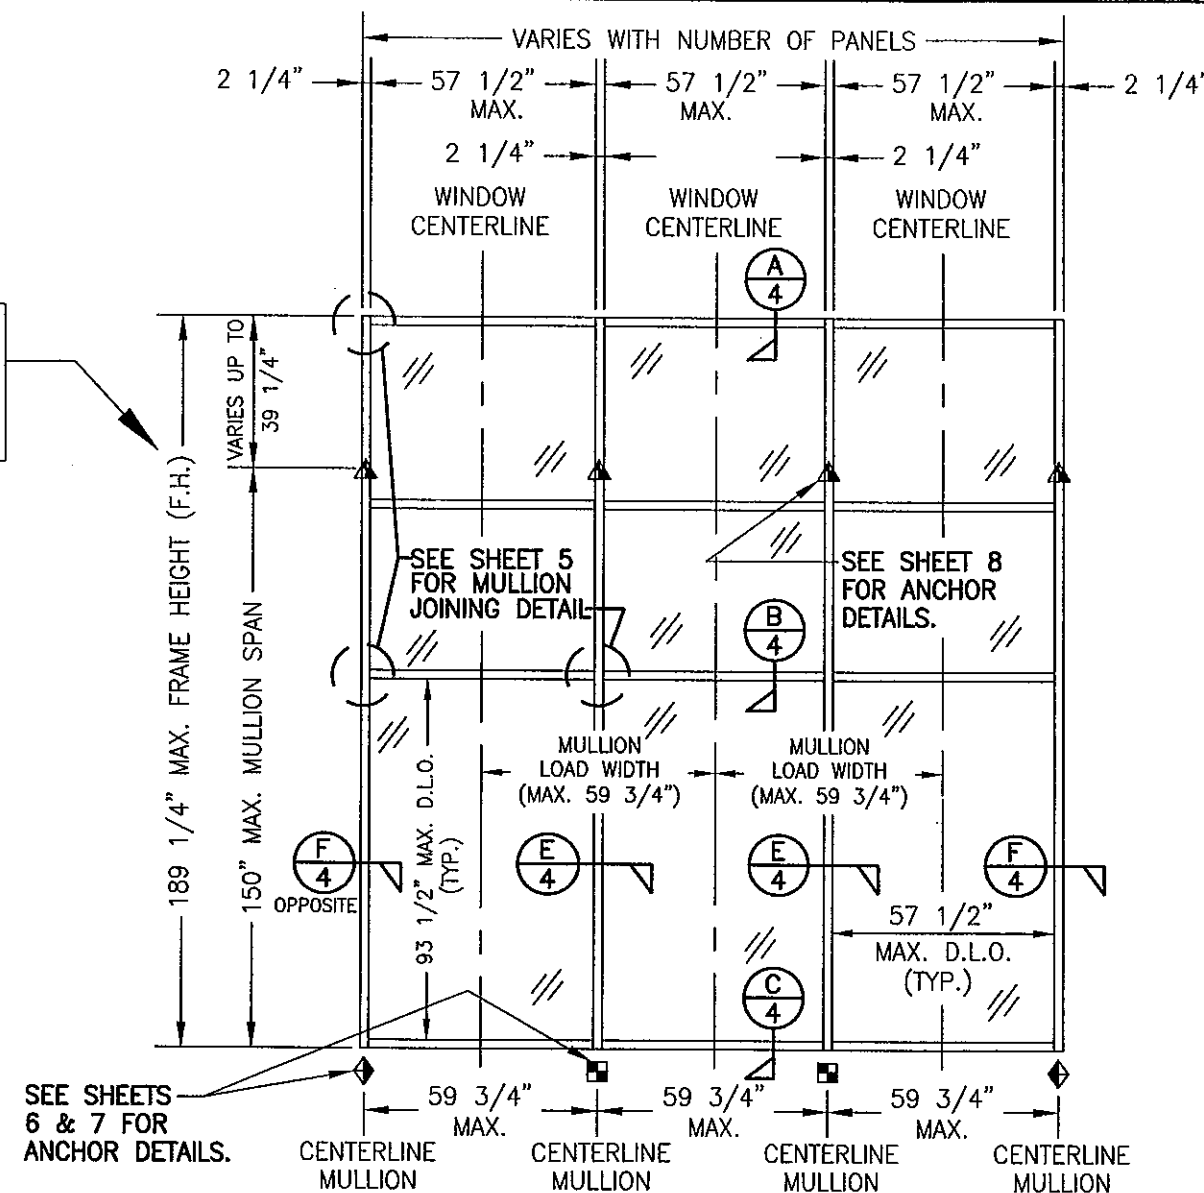 VARIES WITH NUMBER OF PANELS
2 1/4" 57 1/2" 57 1/2" 57 1/2" 2 1/4"
MAX. MAX. MAX.
2 1/4" 2 1/4"
WINDOW
CENTERLINE
WINDOW
CENTERLINE
WINDOW
CENTERLINE
A
4
VARIES UP TO
39 1/4"
189 1/4" MAX. FRAME HEIGHT (F.H.)
150" MAX. MULLION SPAN
SEE SHEET 5
FOR MULLION
JOINING DETAIL
SEE SHEET 8
FOR ANCHOR
DETAILS.
B
4
MULLION
LOAD WIDTH
(MAX. 59 3/4")
MULLION
LOAD WIDTH
(MAX. 59 3/4")
93 1/2" MAX. D.L.O.
(TYP.)
F
4
OPPOSITE
E
4
E
4
F
4
57 1/2"
MAX. D.L.O.
(TYP.)
C
4
SEE SHEETS
6 & 7 FOR
ANCHOR DETAILS.
59 3/4"
MAX.
59 3/4"
MAX.
59 3/4"
MAX.
CENTERLINE
MULLION
CENTERLINE
MULLION
CENTERLINE
MULLION
CENTERLINE
MULLION